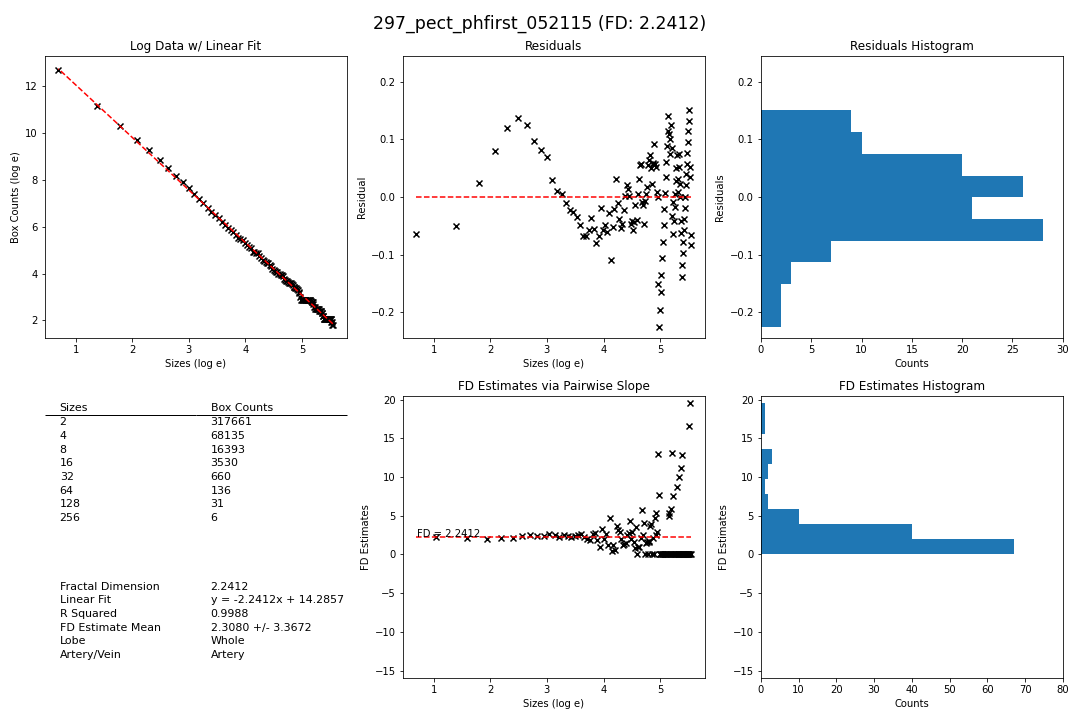 297_pect_phfirst_052115 (FD: 2.2412)
Log Data w/ Linear Fit
Box Counts (log e)
12
10
8
6
4
2
1 2 3 4 5
Sizes (log e)
Residuals
Residual
0.2
0.1
0.0
−0.1
−0.2
1 2 3 4 5
Sizes (log e)
Residuals Histogram
Residuals
0.2
0.1
0.0
−0.1
−0.2
0 5 10 15 20 25 30
Counts
Sizes Box Counts
2 317661
4 68135
8 16393
16 3530
32 660
64 136
128 31
256 6
Fractal Dimension 2.2412
Linear Fit y = -2.2412x + 14.2857
R Squared 0.9988
FD Estimate Mean 2.3080 +/- 3.3672
Lobe Whole
Artery/Vein Artery
FD Estimates via Pairwise Slope
FD Estimates
20
15
10
5
0
−5
−10
−15
FD = 2.2412
1 2 3 4 5
Sizes (log e)
FD Estimates Histogram
FD Estimates
20
15
10
5
0
−5
−10
−15
0 10 20 30 40 50 60 70 80
Counts